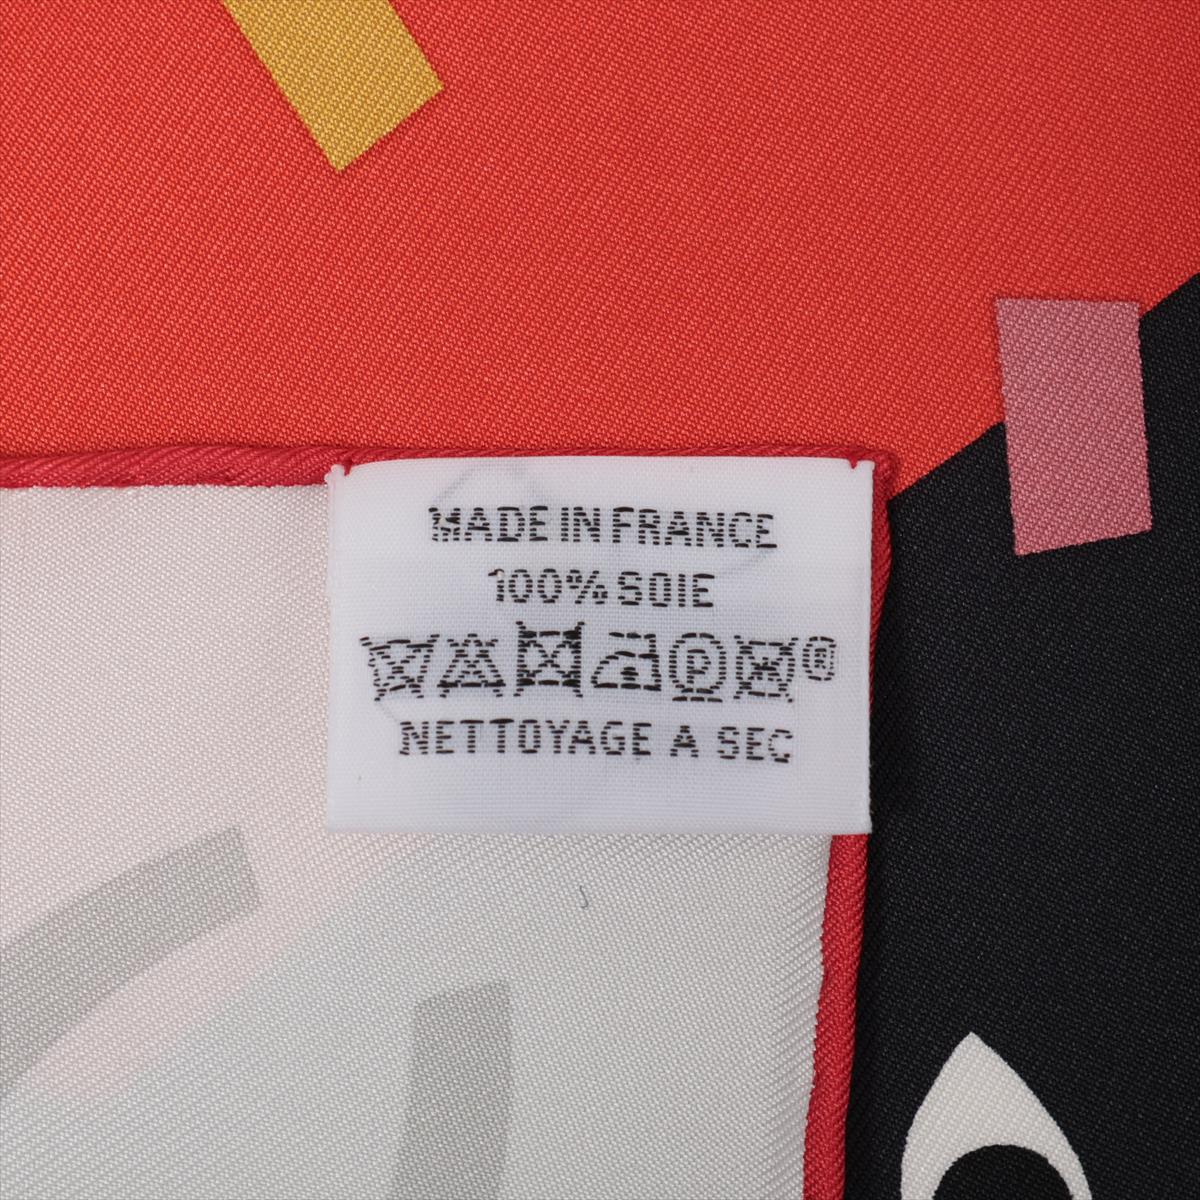 MADE IN FRANCE
100% SOIE
P ®
NETTOYAGE A SEC